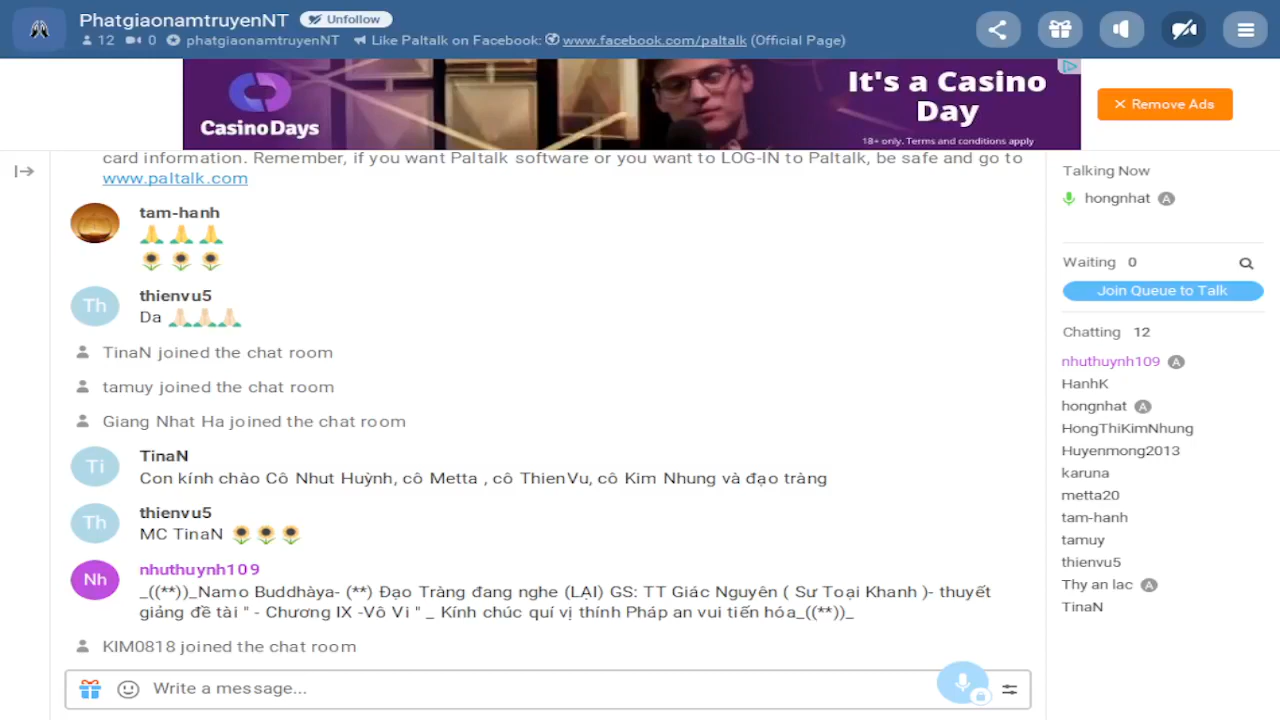 PhatgiaonamtruyenNT Unfollow
12 0 phatgiaonamtruyenNT Like Paltalk on Facebook: www.facebook.com/paltalk (Official Page)
CasinoDays
It's a Casino
Day
18+ only. Terms and conditions apply
Remove Ads
card information. Remember, if you want Paltalk software or you want to LOG-IN to Paltalk, be safe and go to
www.paltalk.com
tam-hanh
Th
thienvu5
Da
TinaN joined the chat room
tamuy joined the chat room
Giang Nhat Ha joined the chat room
Ti
TinaN
Con kính chào Cô Nhut Huỳnh, cô Metta , cô ThienVu, cô Kim Nhung và đạo tràng
Th
thienvu5
MC TinaN
Nh
nhuthuynh109
_((**))_Namo Buddhàya- (**) Đạo Tràng đang nghe (LẠI) GS: TT Giác Nguyên ( Sư Toại Khanh )- thuyết
giảng đề tài " - Chương IX -Vô Vi " _ Kính chúc quí vị thính Pháp an vui tiến hóa_((**))_
KIM0818 joined the chat room
Write a message...
Talking Now
hongnhat A
Waiting 0
Join Queue to Talk
Chatting 12
nhuthuynh109 A
HanhK
hongnhat A
HongThiKimNhung
Huyenmong2013
karuna
metta20
tam-hanh
tamuy
thienvu5
Thy an lac A
TinaN